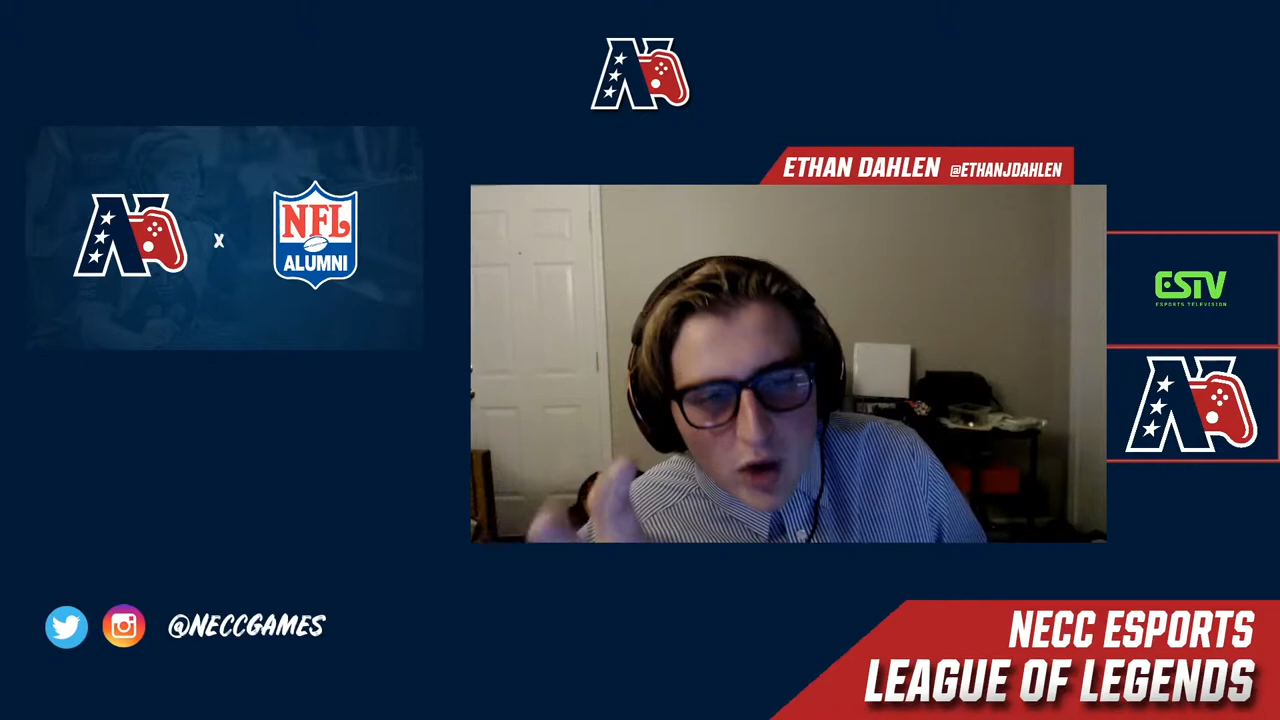 ETHAN DAHLEN @ETHANJDAHLEN
X
NFL
ALUMNI
ESTV
ESPORTS TELEVISION
@NECCGAMES
NECC ESPORTS
LEAGUE OF LEGENDS